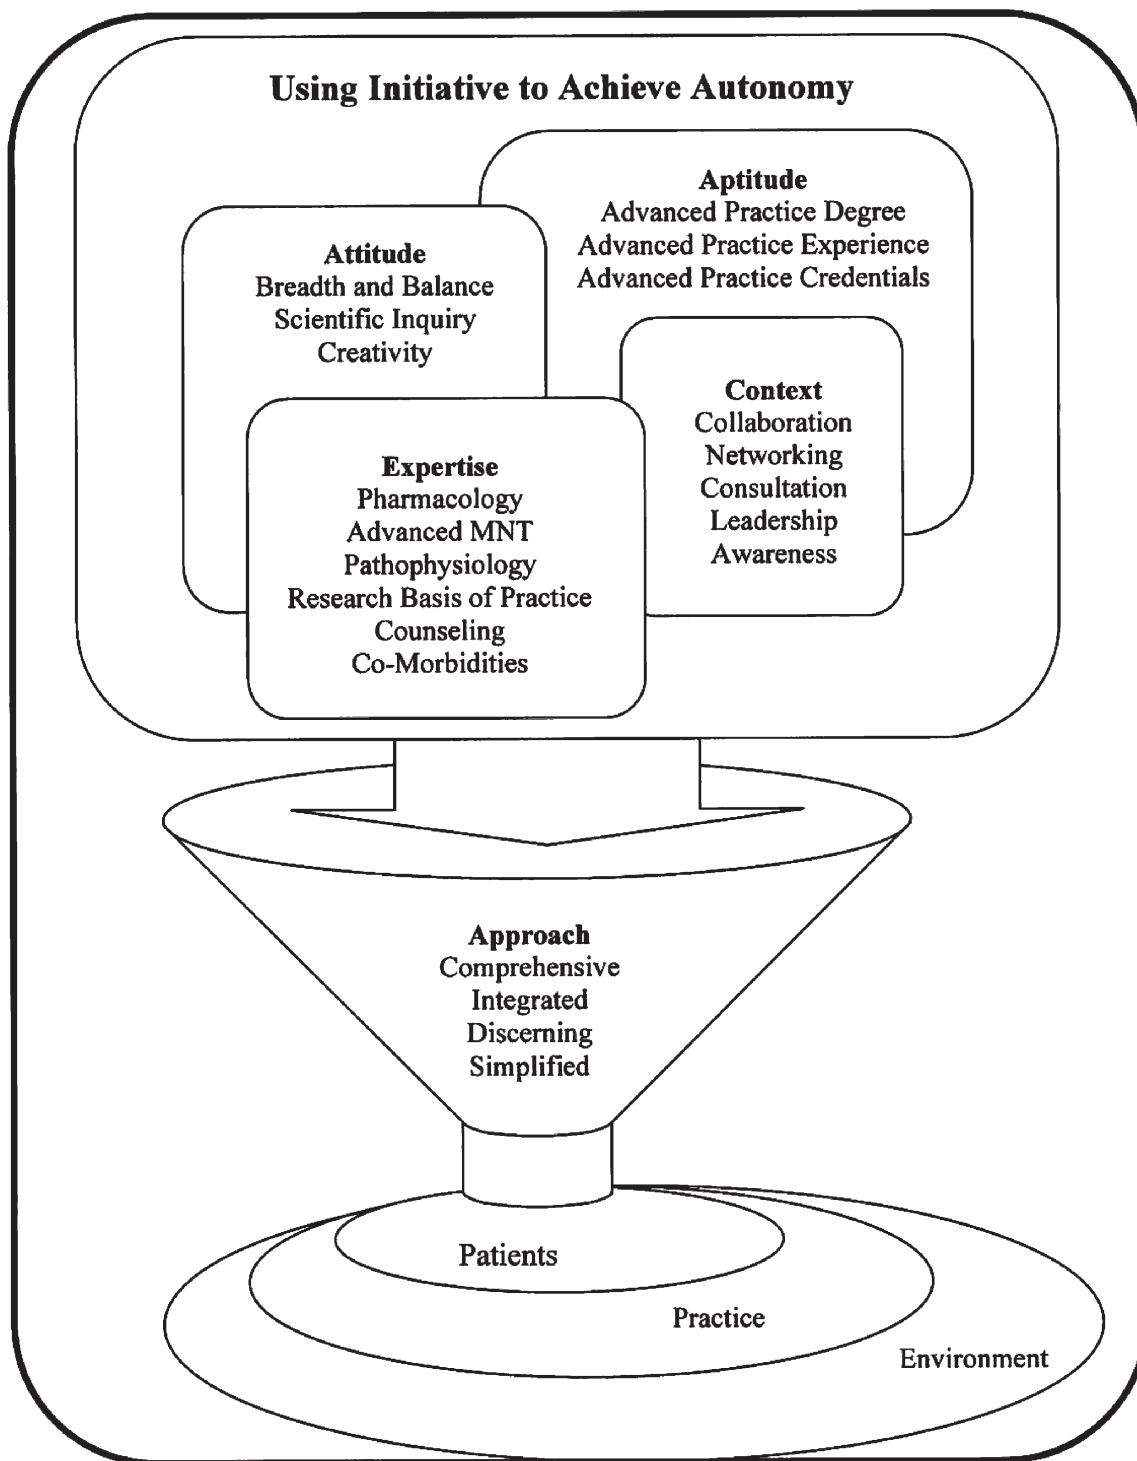 Using Initiative to Achieve Autonomy
Aptitude
Advanced Practice Degree
Advanced Practice Experience
Advanced Practice Credentials
Attitude
Breadth and Balance
Scientific Inquiry
Creativity
Context
Collaboration
Networking
Consultation
Leadership
Awareness
Expertise
Pharmacology
Advanced MNT
Pathophysiology
Research Basis of Practice
Counseling
Co-Morbidities
Approach
Comprehensive
Integrated
Discerning
Simplified
Patients
Practice
Environment